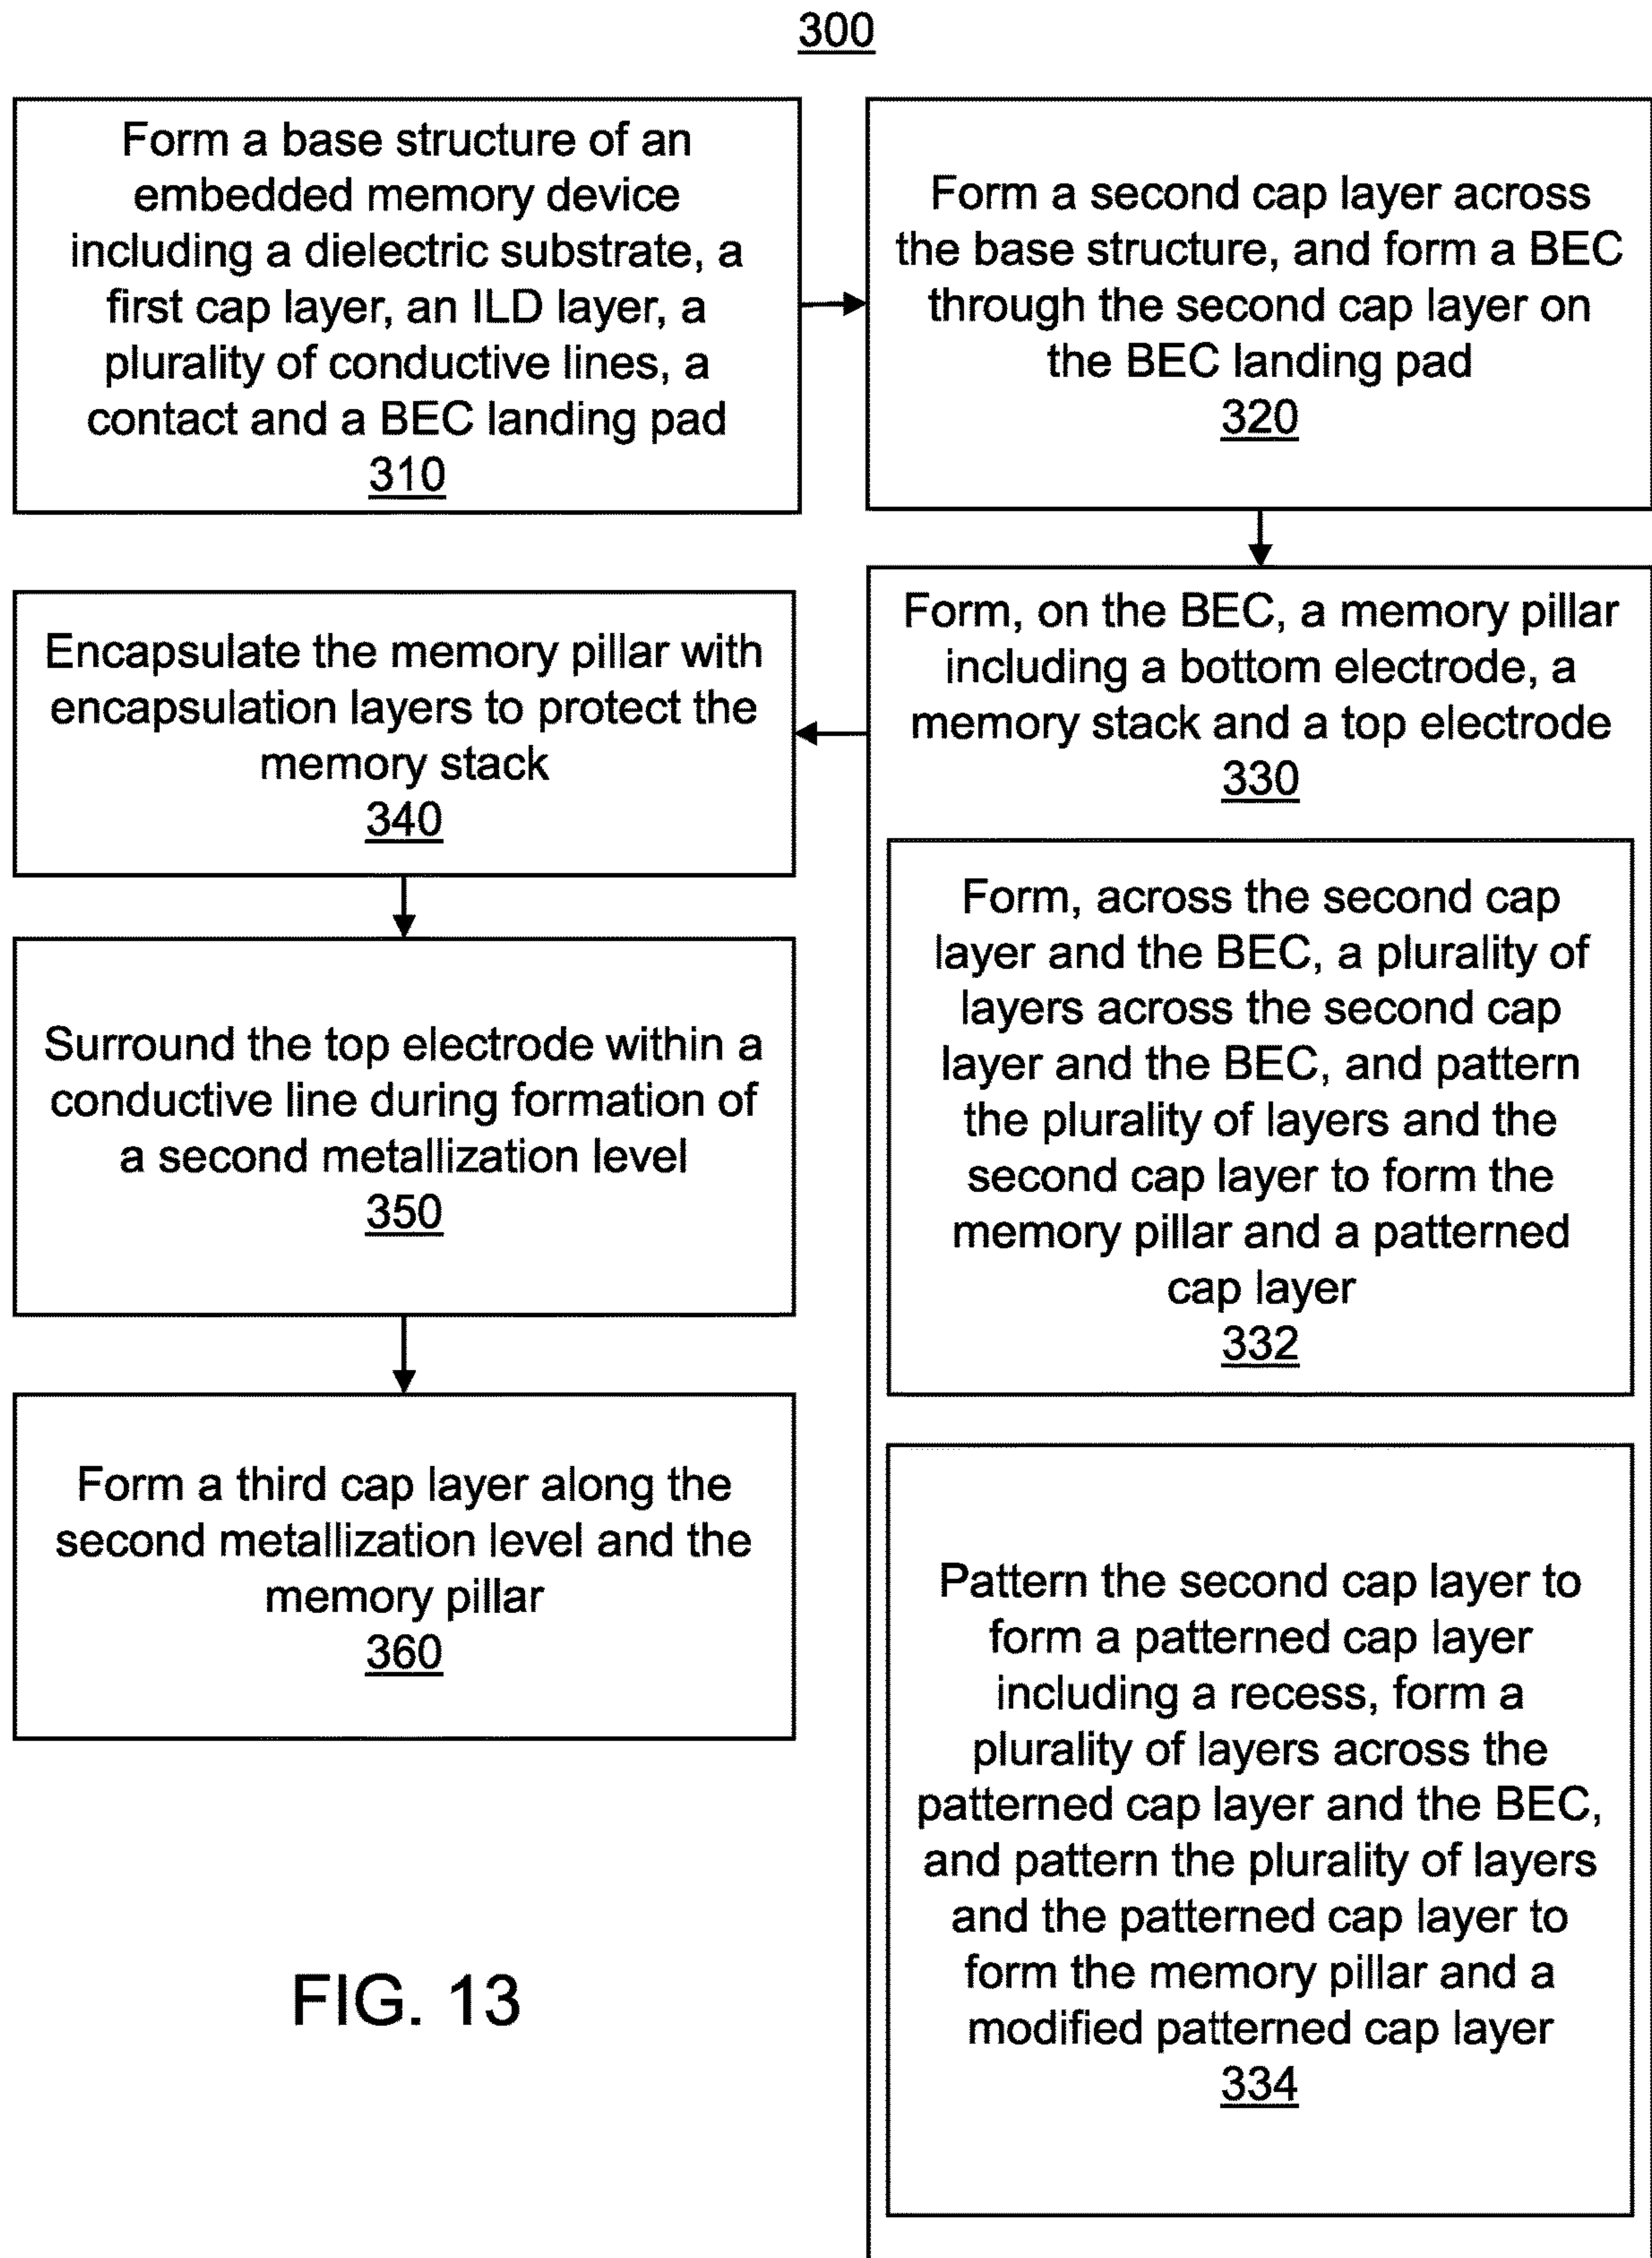 300
Form a base structure of an
embedded memory device
including a dielectric substrate, a
first cap layer, an ILD layer, a
plurality of conductive lines, a
contact and a BEC landing pad
310
Form a second cap layer across
the base structure, and form a BEC
through the second cap layer on
the BEC landing pad
320
Form, on the BEC, a memory pillar
including a bottom electrode, a
memory stack and a top electrode
330
Form, across the second cap
layer and the BEC, a plurality of
layers across the second cap
layer and the BEC, and pattern
the plurality of layers and the
second cap layer to form the
memory pillar and a patterned
cap layer
332
Pattern the second cap layer to
form a patterned cap layer
including a recess, form a
plurality of layers across the
patterned cap layer and the BEC,
and pattern the plurality of layers
and the patterned cap layer to
form the memory pillar and a
modified patterned cap layer
334
Encapsulate the memory pillar with
encapsulation layers to protect the
memory stack
340
Surround the top electrode within a
conductive line during formation of
a second metallization level
350
Form a third cap layer along the
second metallization level and the
memory pillar
360
FIG. 13